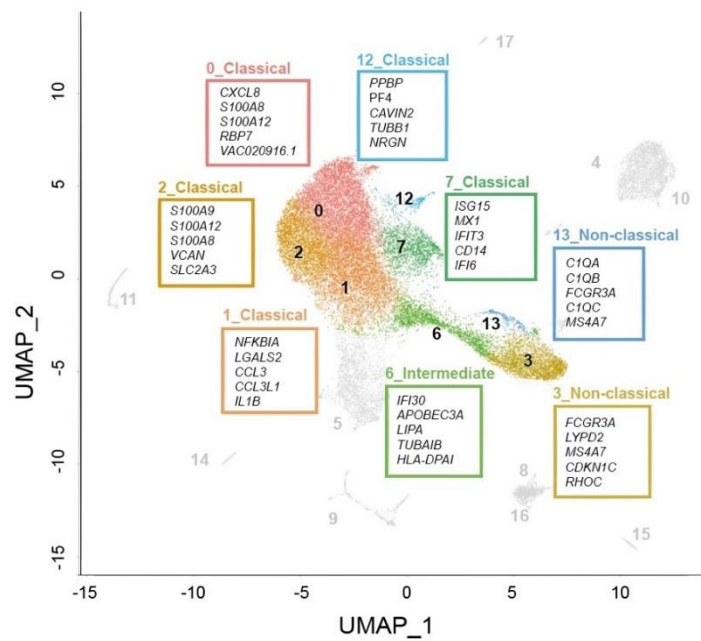 17
0_Classical
CXCL8
S100A8
S100A12
RBP7
VAC020916.1
12_Classical
PPBP
PF4
CAVIN2
TUBB1
NRGN
4
10
2_Classical
S100A9
S100A12
S100A8
VCAN
SLC2A3
7_Classical
ISG15
MX1
IFIT3
CD14
IFI6
13_Non-classical
C1QA
C1QB
FCGR3A
C1QC
MS4A7
0
12
2
7
1
11
13
6
3
1_Classical
NFKBIA
LGALS2
CCL3
CCL3L1
IL1B
5
6_Intermediate
IFI30
APOBEC3A
LIPA
TUBAIB
HLA-DPAI
3_Non-classical
FCGR3A
LYPD2
MS4A7
CDKN1C
RHOC
14
8
9
16
15
10
5
0
-5
-10
-15
UMAP_2
-15
-10
-5
0
5
10
UMAP_1